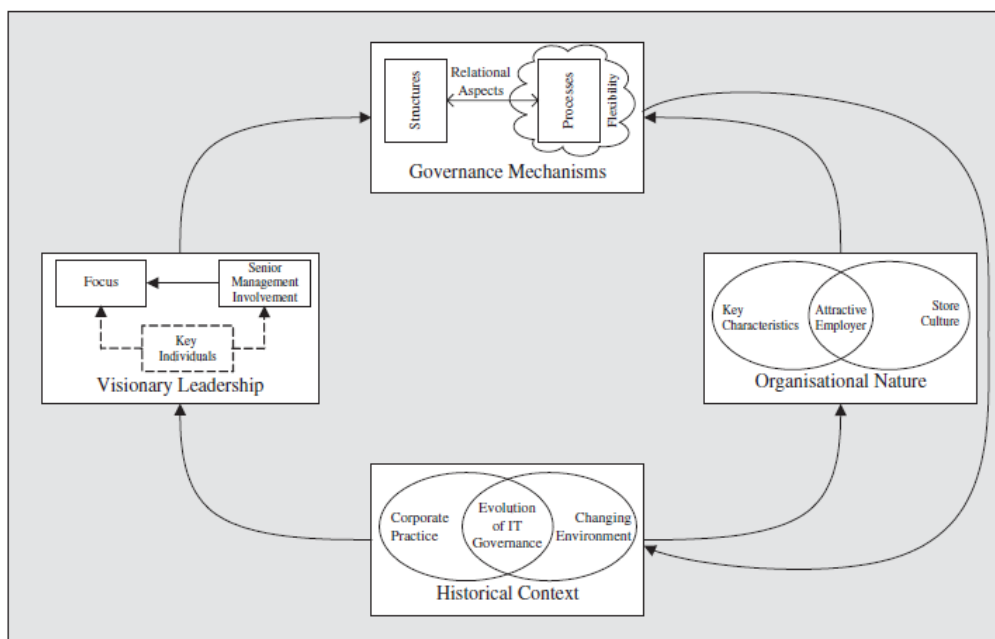 Structures
Relational
Aspects
Processes
Flexibility
Governance Mechanisms
Focus
Senior
Management
Involvement
Key
Individuals
Visionary Leadership
Key
Characteristics
Attractive
Employer
Store
Culture
Organisational Nature
Corporate
Practice
Evolution
of IT
Governance
Changing
Environment
Historical Context